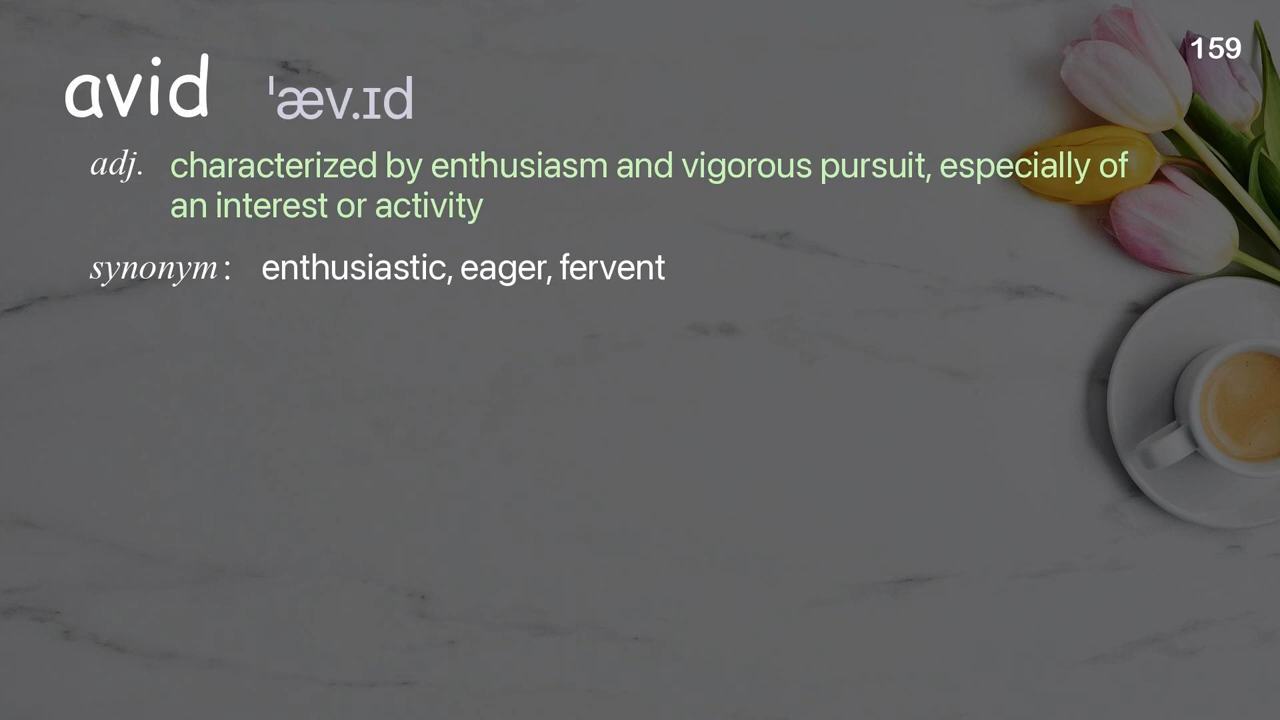 159
avid ˈæv.ɪd
adj. characterized by enthusiasm and vigorous pursuit, especially of
an interest or activity
synonym: enthusiastic, eager, fervent